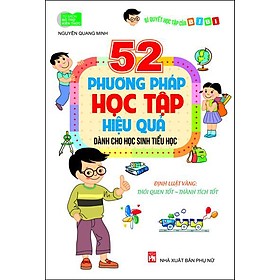 BÍ QUYẾT HỌC TẬP CỦA BIBI
NGUYỄN QUANG MINH
52
PHƯƠNG PHÁP
HỌC TẬP
HIỆU QUẢ
DÀNH CHO HỌC SINH TIỂU HỌC
ĐỊNH LUẬT VÀNG:
THÓI QUEN TỐT – THÀNH TÍCH TỐT
NHÀ XUẤT BẢN PHỤ NỮ